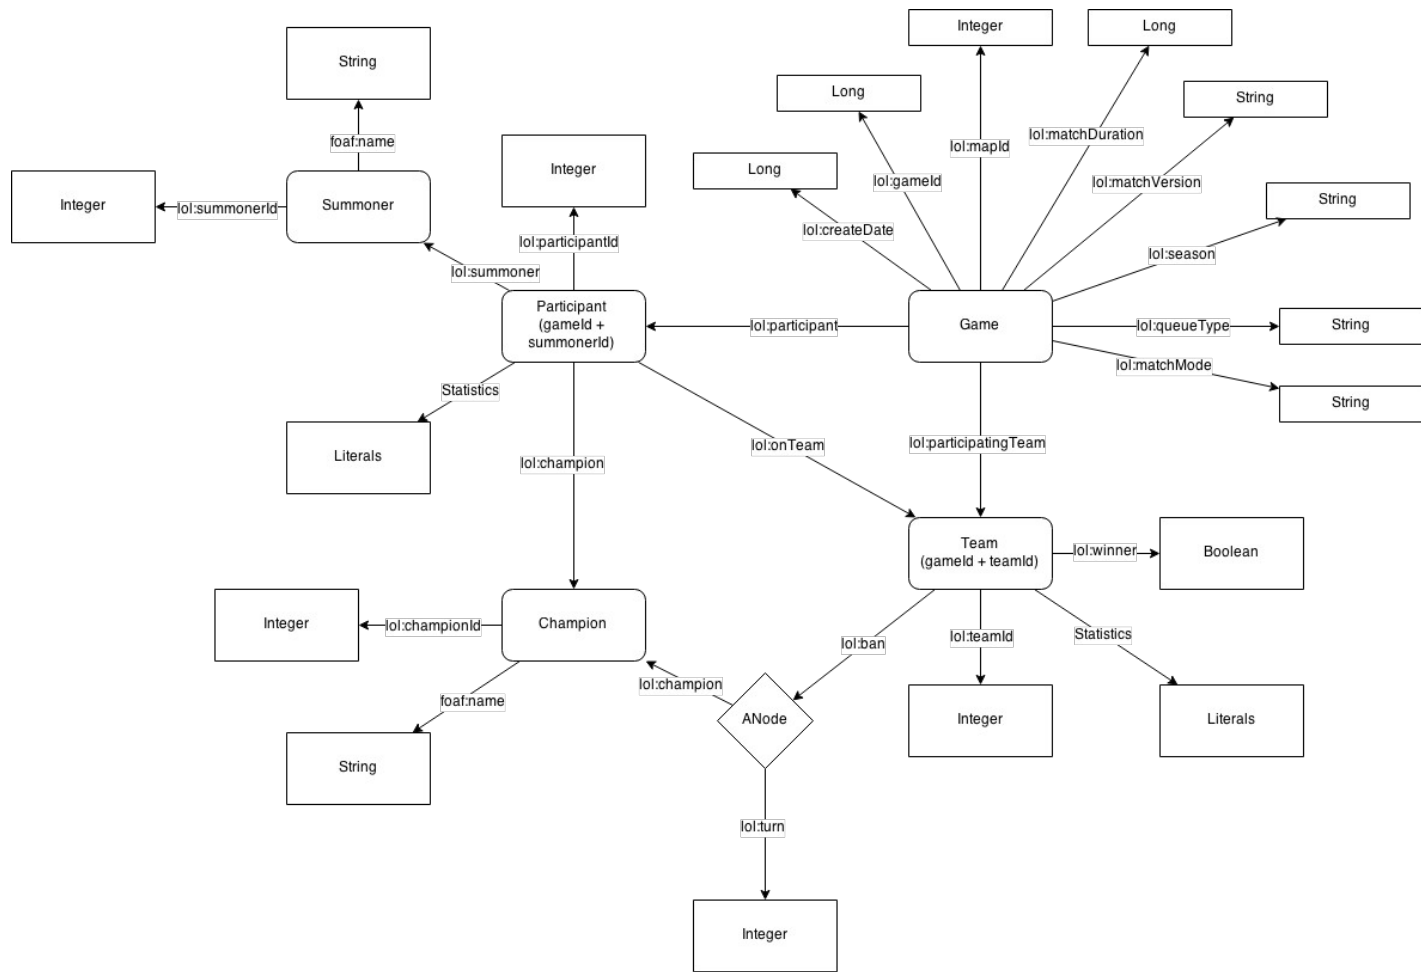 Integer
Long
String
Long
String
foaf:name
lol:mapId
lol:matchDuration
Integer
Long
lol:gameId
lol:matchVersion
String
Integer
lol:summonerId
Summoner
lol:participantId
lol:createDate
lol:season
lol:summoner
Participant
(gameId +
summonerId)
lol:participant
Game
lol:queueType
String
lol:matchMode
Statistics
String
Literals
lol:champion
lol:onTeam
lol:participatingTeam
Team
(gameId + teamId)
lol:winner
Boolean
Integer
lol:championId
Champion
lol:ban
lol:teamId
Statistics
lol:champion
foaf:name
ANode
Integer
Literals
String
lol:turn
Integer